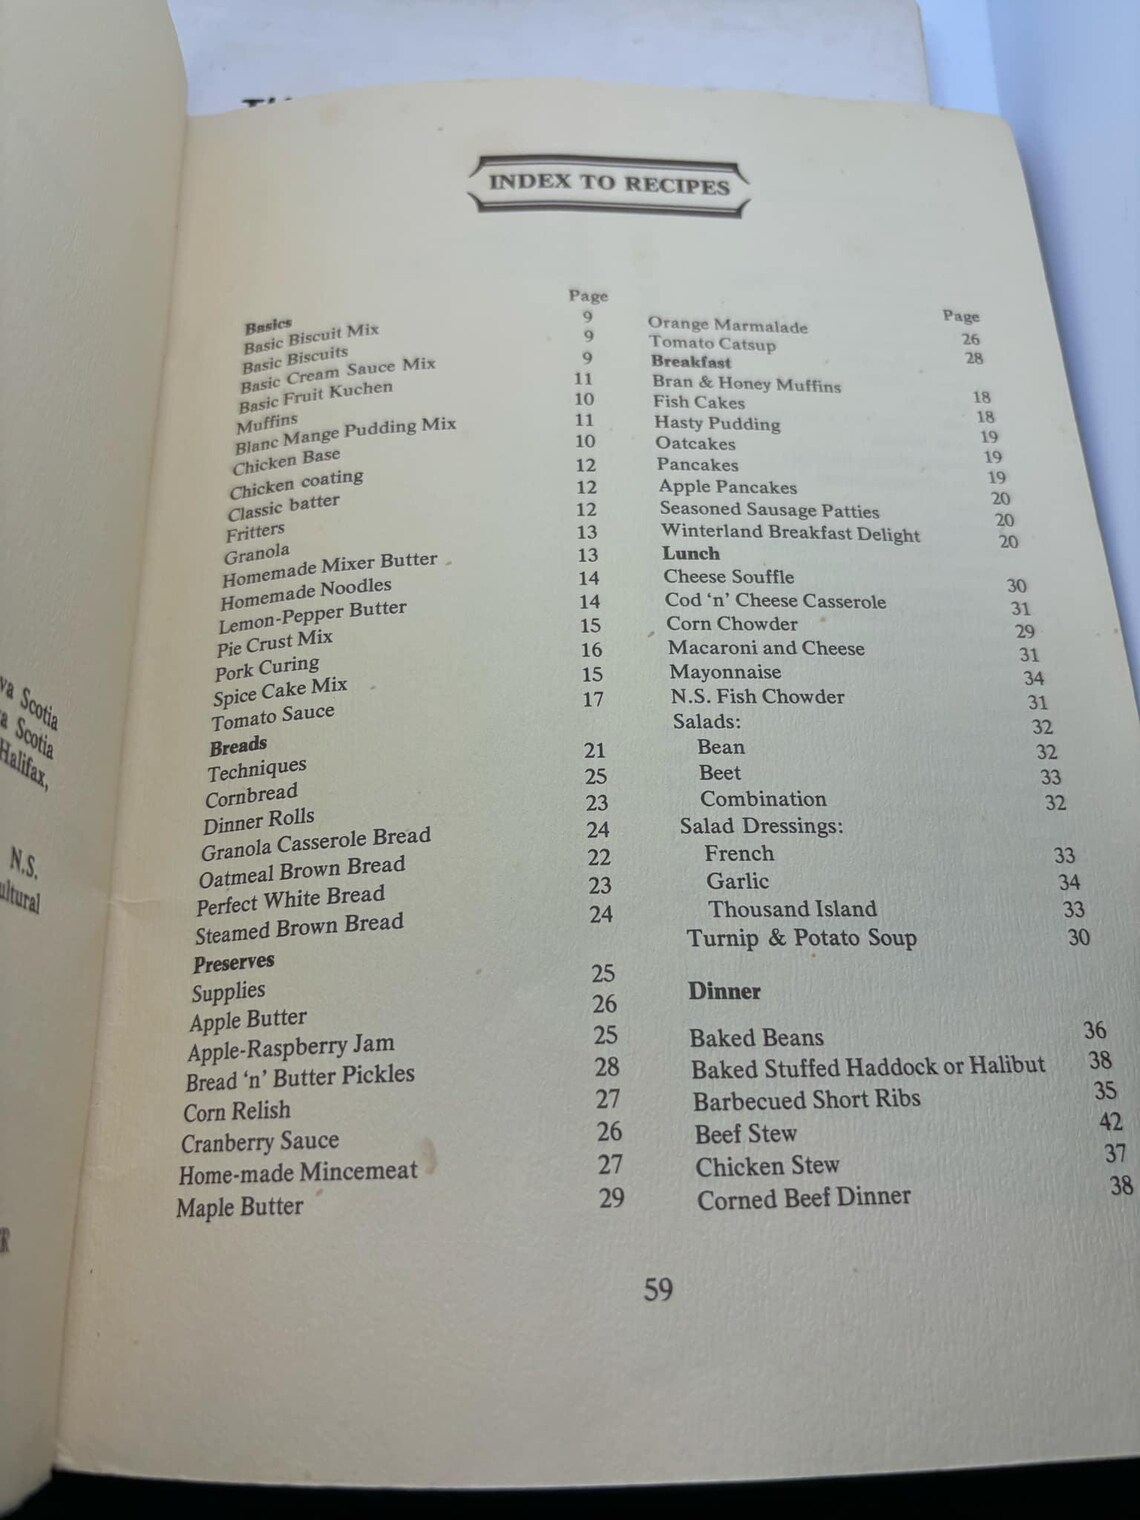 Scotia
Scotia
Halifax,
N.S.
INDEX TO RECIPES
Page
Basics
Basic Biscuit Mix 9
Basic Biscuits 9
Basic Cream Sauce Mix 9
Basic Fruit Kuchen 11
Muffins 10
Blanc Mange Pudding Mix 11
Chicken Base 10
Chicken coating 12
Classic batter 12
Fritters 12
Granola 13
Homemade Mixer Butter 13
Homemade Noodles 14
Lemon-Pepper Butter 14
Pie Crust Mix 15
Pork Curing 16
Spice Cake Mix 15
Tomato Sauce 17
Breads
Techniques 21
Cornbread 25
Dinner Rolls 23
Granola Casserole Bread 24
Oatmeal Brown Bread 22
Perfect White Bread 23
Steamed Brown Bread 24
Preserves
Supplies 25
Apple Butter 26
Apple-Raspberry Jam 25
Bread 'n' Butter Pickles 28
Corn Relish 27
Cranberry Sauce 26
Home-made Mincemeat 27
Maple Butter 29
Page
Orange Marmalade 26
Tomato Catsup 28
Breakfast
Bran & Honey Muffins 18
Fish Cakes 18
Hasty Pudding 19
Oatcakes 19
Pancakes 19
Apple Pancakes 20
Seasoned Sausage Patties 20
Winterland Breakfast Delight 20
Lunch
Cheese Souffle 30
Cod 'n' Cheese Casserole 31
Corn Chowder 29
Macaroni and Cheese 31
Mayonnaise 34
N.S. Fish Chowder 31
Salads: 32
Bean 32
Beet 33
Combination 32
Salad Dressings:
French 33
Garlic 34
Thousand Island 33
Turnip & Potato Soup 30
Dinner
Baked Beans 36
Baked Stuffed Haddock or Halibut 38
Barbecued Short Ribs 35
Beef Stew 42
Chicken Stew 37
Corned Beef Dinner 38
59